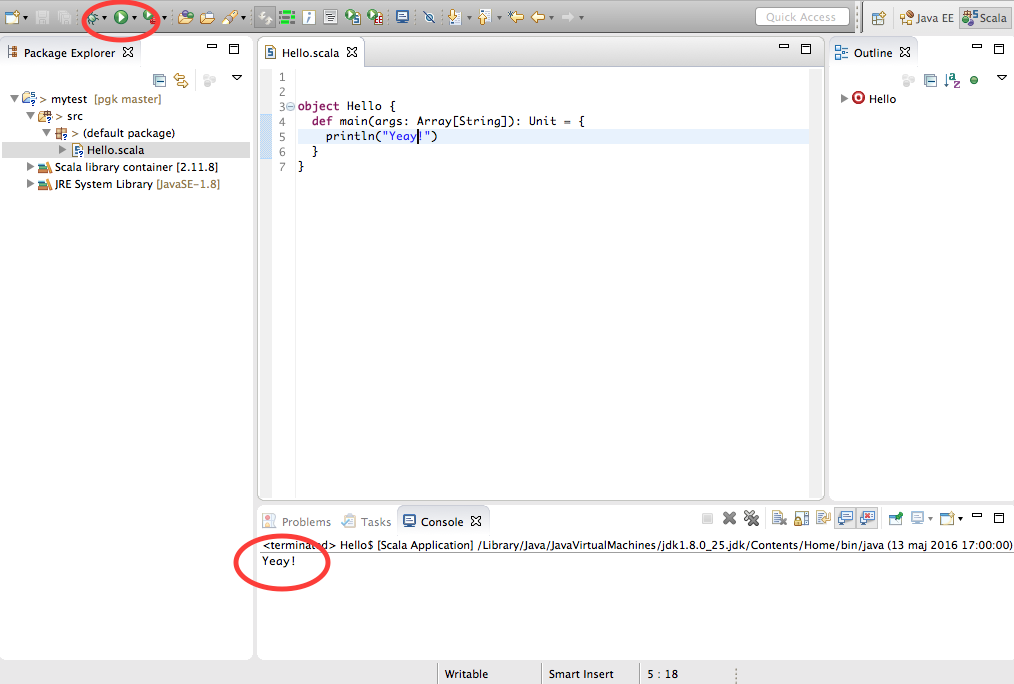 Quick Access
Java EE
Scala
Package Explorer
> mytest [pgk master]
> src
> (default package)
Hello.scala
Scala library container [2.11.8]
JRE System Library [JavaSE-1.8]
Hello.scala
1
2
3 object Hello {
4 def main(args: Array[String]): Unit = {
5 println("Yeay!")
6 }
7 }
Outline
Hello
Problems
Tasks
Console
<terminated> Hello$ [Scala Application] /Library/Java/JavaVirtualMachines/jdk1.8.0_25.jdk/Contents/Home/bin/java (13 maj 2016 17:00:00)
Yeay!
Writable
Smart Insert
5 : 18